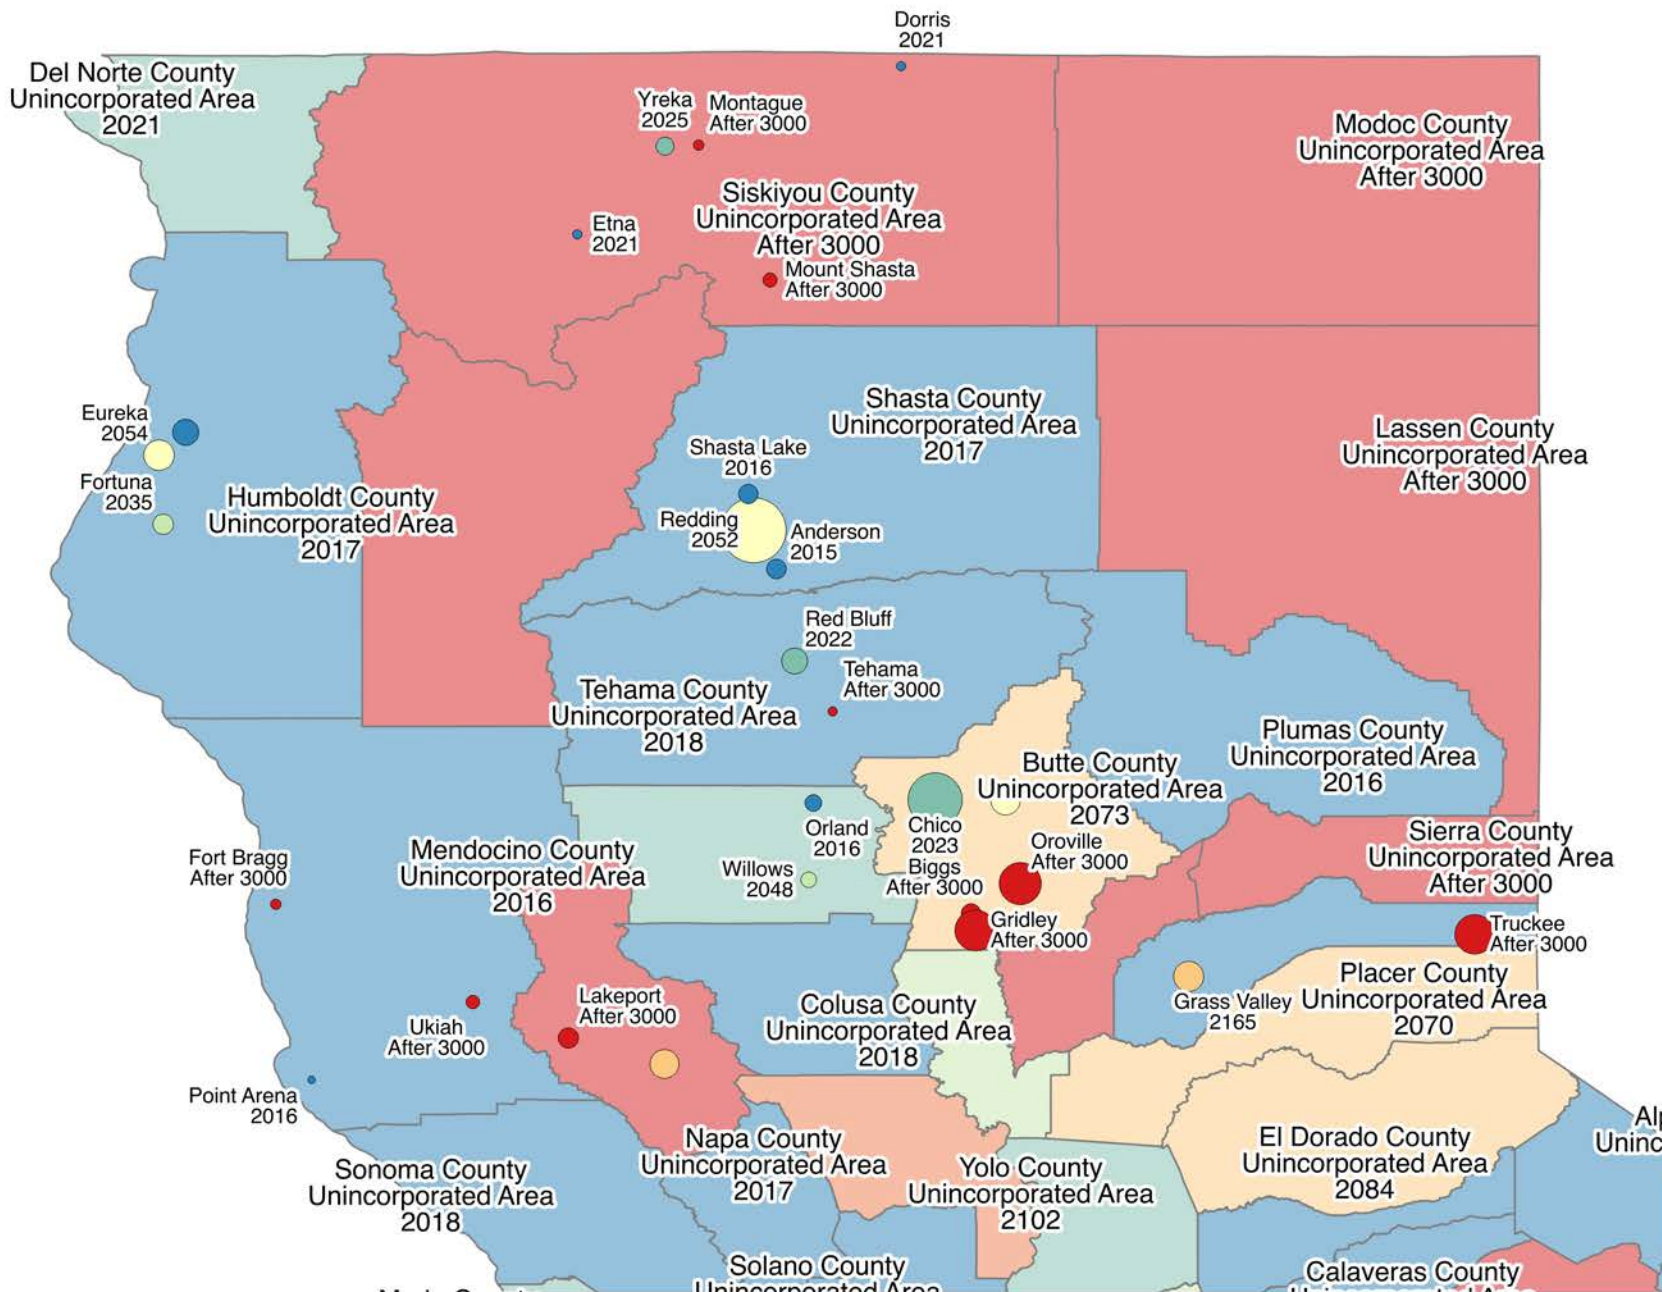 Dorris
2021
Del Norte County
Unincorporated Area
2021
Yreka
2025
Montague
After 3000
Modoc County
Unincorporated Area
After 3000
Siskiyou County
Unincorporated Area
After 3000
Etna
2021
Mount Shasta
After 3000
Eureka
2054
Fortuna
2035
Humboldt County
Unincorporated Area
2017
Shasta County
Unincorporated Area
2017
Shasta Lake
2016
Redding
2052
Anderson
2015
Lassen County
Unincorporated Area
After 3000
Red Bluff
2022
Tehama
After 3000
Tehama County
Unincorporated Area
2018
Plumas County
Unincorporated Area
2016
Butte County
Unincorporated Area
2073
Orland
2016
Chico
2023
Oroville
After 3000
Biggs
After 3000
Gridley
After 3000
Willows
2048
Sierra County
Unincorporated Area
After 3000
Mendocino County
Unincorporated Area
2016
Fort Bragg
After 3000
Truckee
After 3000
Placer County
Unincorporated Area
2070
Grass Valley
2165
Lakeport
After 3000
Ukiah
After 3000
Colusa County
Unincorporated Area
2018
Point Arena
2016
Napa County
Unincorporated Area
2017
Yolo County
Unincorporated Area
2102
El Dorado County
Unincorporated Area
2084
Sonoma County
Unincorporated Area
2018
Solano County
Unincorporated Area
Calaveras County